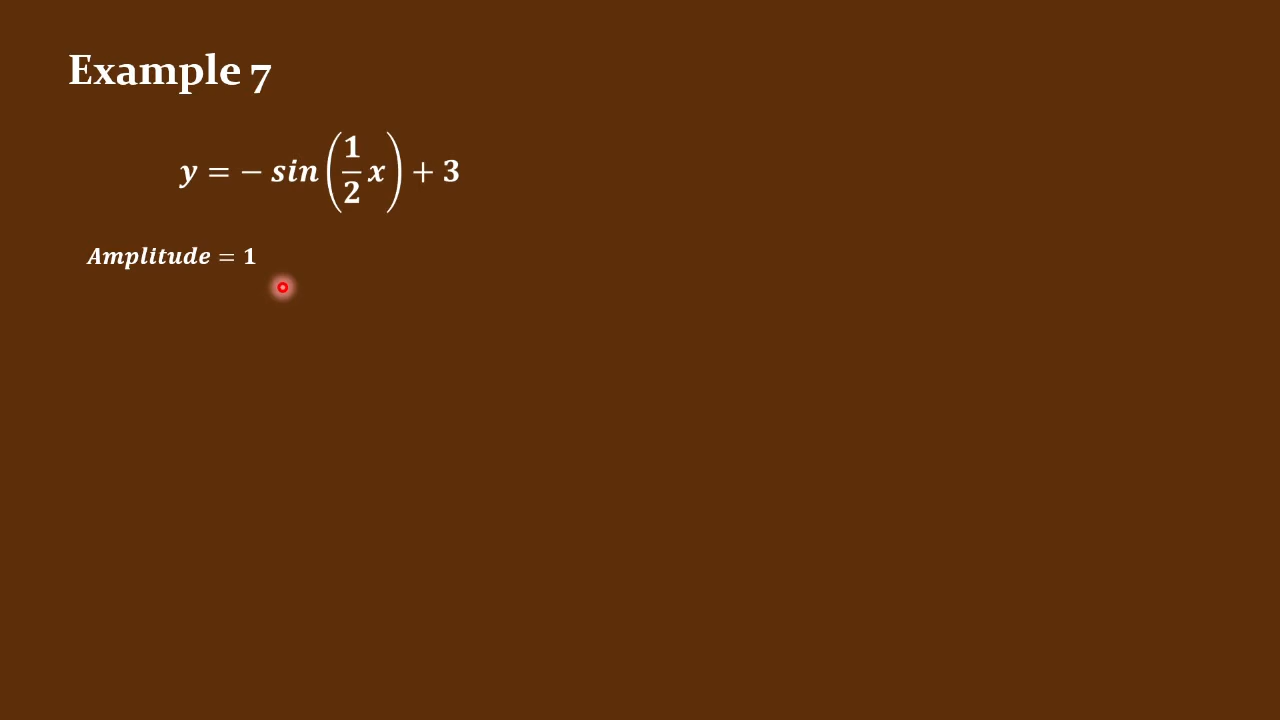 Example 7
y = − sin(1/2 x) + 3
Amplitude = 1